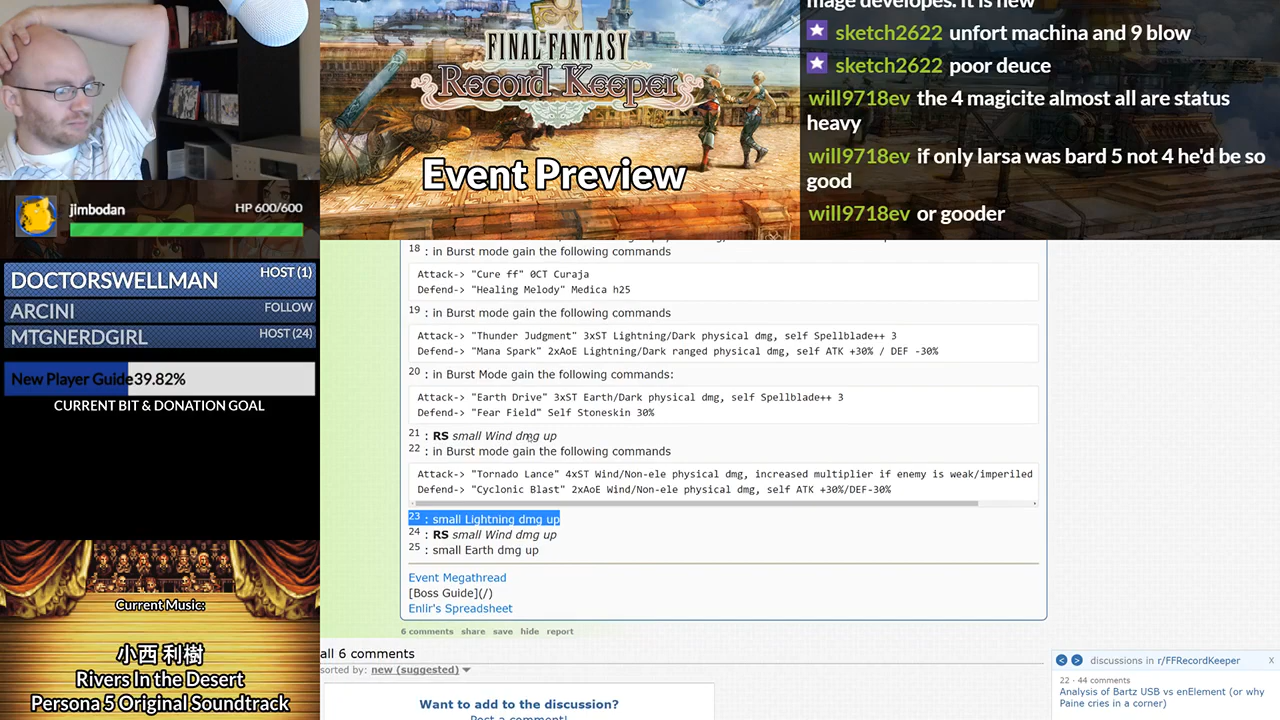 mage developes. it is new
sketch2622 unfort machina and 9 blow
sketch2622 poor deuce
will9718ev the 4 magicite almost all are status
heavy
will9718ev if only larsa was bard 5 not 4 he'd be so
good
will9718ev or gooder
FINAL FANTASY
Record Keeper
Event Preview
jimbodan
HP 600/600
DOCTORSWELLMAN HOST (1)
ARCINI FOLLOW
MTGNERDGIRL HOST (24)
New Player Guide39.82%
CURRENT BIT & DONATION GOAL
Current Music:
小西 利樹
Rivers In the Desert
Persona 5 Original Soundtrack
18 : in Burst mode gain the following commands
Attack-> "Cure ff" 0CT Curaja
Defend-> "Healing Melody" Medica h25
19 : in Burst mode gain the following commands
Attack-> "Thunder Judgment" 3xST Lightning/Dark physical dmg, self Spellblade++ 3
Defend-> "Mana Spark" 2xAoE Lightning/Dark ranged physical dmg, self ATK +30% / DEF -30%
20 : in Burst Mode gain the following commands:
Attack-> "Earth Drive" 3xST Earth/Dark physical dmg, self Spellblade++ 3
Defend-> "Fear Field" Self Stoneskin 30%
21 : RS small Wind dmg up
22 : in Burst mode gain the following commands
Attack-> "Tornado Lance" 4xST Wind/Non-ele physical dmg, increased multiplier if enemy is weak/imperiled
Defend-> "Cyclonic Blast" 2xAoE Wind/Non-ele physical dmg, self ATK +30%/DEF-30%
23 : small Lightning dmg up
24 : RS small Wind dmg up
25 : small Earth dmg up
Event Megathread
[Boss Guide](/)
Enlir's Spreadsheet
6 comments share save hide report
all 6 comments
sorted by: new (suggested)
Want to add to the discussion?
Post a comment!
discussions in r/FFRecordKeeper X
22 · 44 comments
Analysis of Bartz USB vs enElement (or why
Paine cries in a corner)